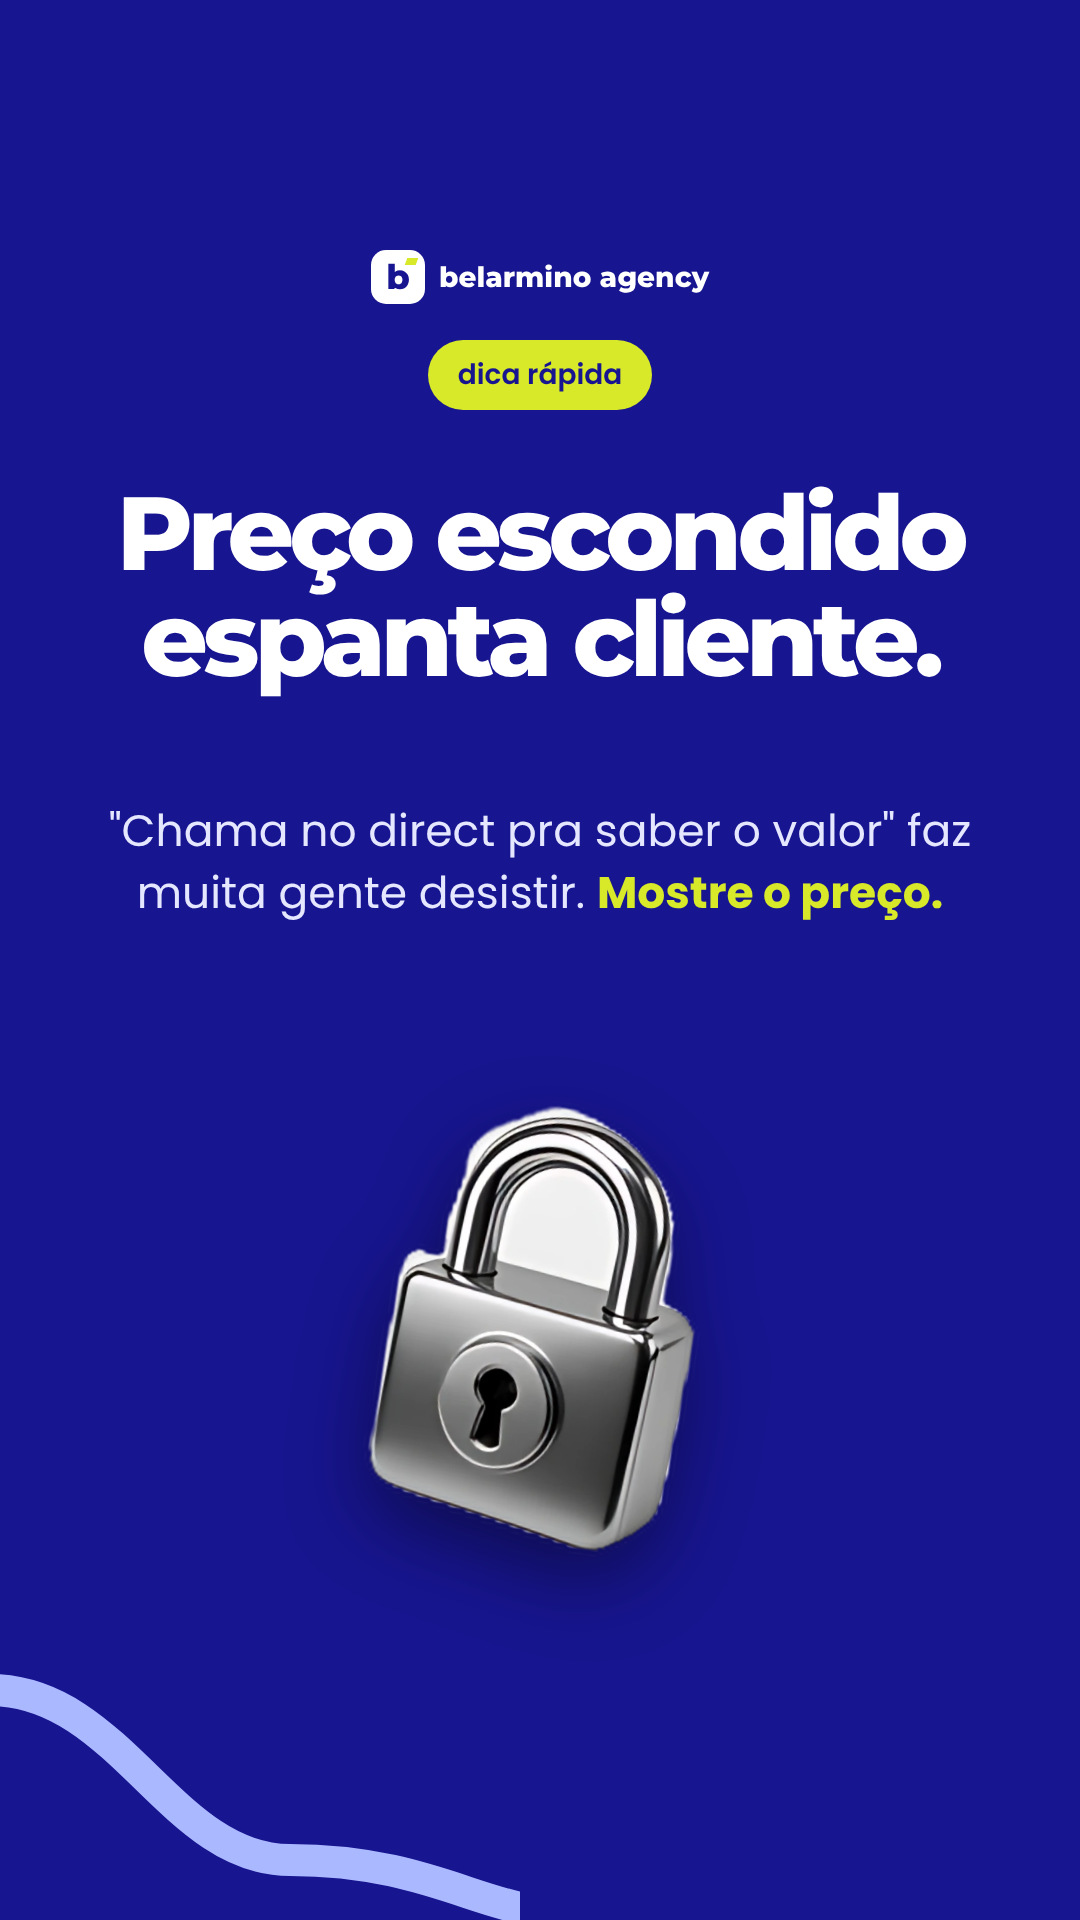 b
belarmino agency
dica rápida
Preço escondido
espanta cliente.
"Chama no direct pra saber o valor" faz
muita gente desistir. Mostre o preço.